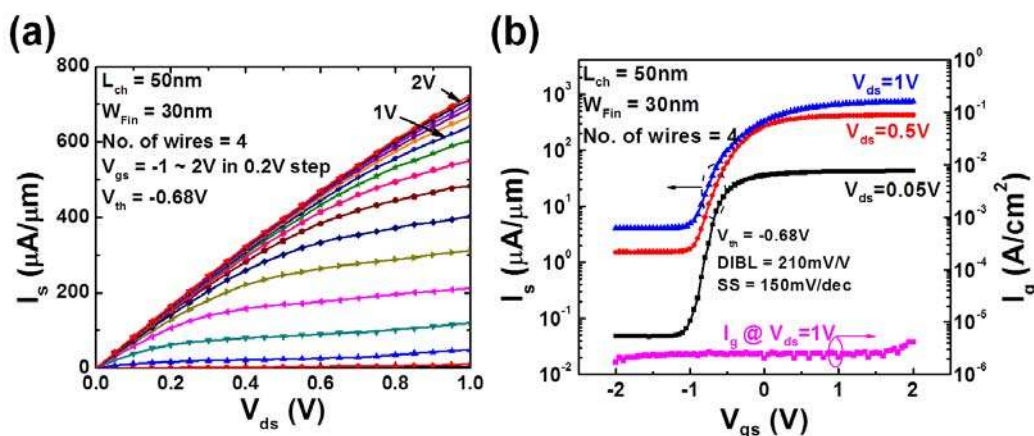 (a)
800
600
400
200
0
0.0 0.2 0.4 0.6 0.8 1.0
I_s (μA/μm)
V_ds (V)
L_ch = 50nm
W_Fin = 30nm
No. of wires = 4
V_gs = -1 ~ 2V in 0.2V step
V_th = -0.68V
2V
1V
(b)
10^3
10^2
10^1
10^0
10^-1
10^-2
I_s (μA/μm)
L_ch = 50nm
W_Fin = 30nm
No. of wires = 4
V_ds=1V
V_ds=0.5V
V_ds=0.05V
V_th = -0.68V
DIBL = 210mV/V
SS = 150mV/dec
I_g @ V_ds=1V
-2 -1 0 1 2
V_gs (V)
10^0
10^-1
10^-2
10^-3
10^-4
10^-5
10^-6
I_g (A/cm^2)